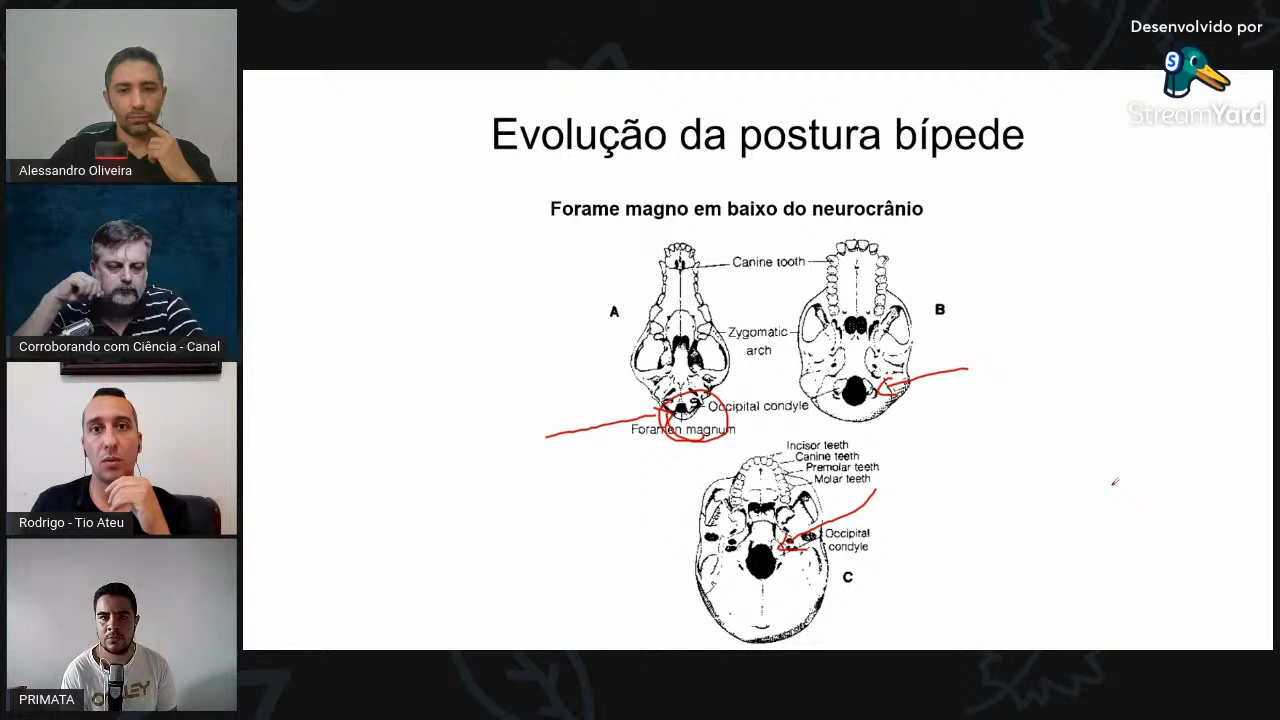 Desenvolvido por
StreamYard
Alessandro Oliveira
Corroborando com Ciência - Canal
Rodrigo - Tio Ateu
PRIMATA
Evolução da postura bípede
Forame magno em baixo do neurocrânio
Canine tooth
A
B
Zygomatic
arch
Occipital condyle
Foramen magnum
Incisor teeth
Canine teeth
Premolar teeth
Molar teeth
Occipital
condyle
C